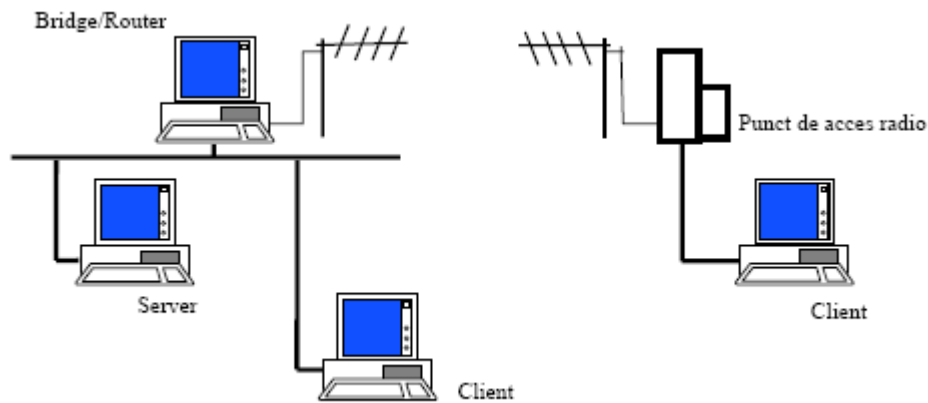 Bridge/Router
Punct de acces radio
Server
Client
Client